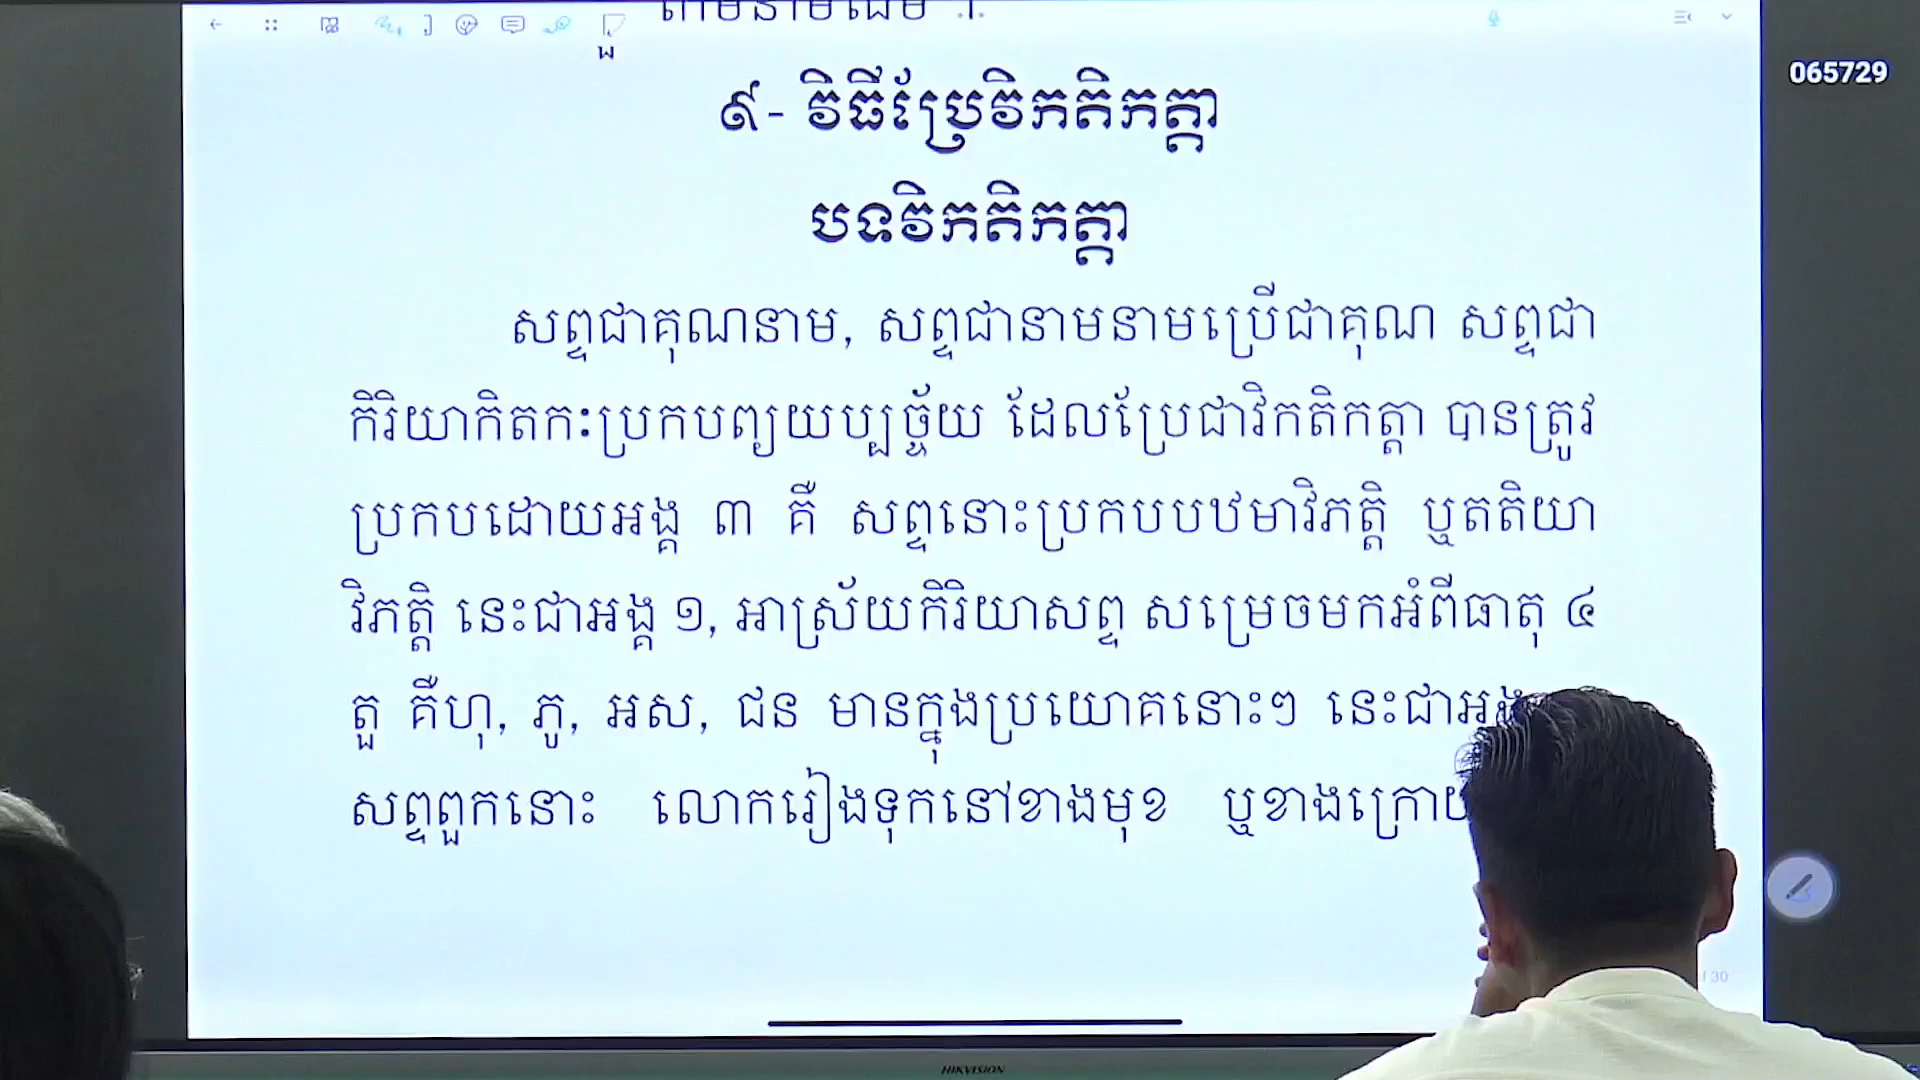 065729
៩- វិធីប្រែវិកតិកត្តា
បទវិកតិកត្តា
សព្ទជាគុណនាម, សព្ទជានាមនាមប្រើជាគុណ សព្ទជា
កិរិយាកិតកៈប្រកបព្យយប្បច្ច័យ ដែលប្រែជាវិកតិកត្តា បានត្រូវ
ប្រកបដោយអង្គ ៣ គឺ សព្ទនោះប្រកបបឋមាវិភត្តិ ឬតតិយា
វិភត្តិ នេះជាអង្គ ១, អាស្រ័យកិរិយាសព្ទ សម្រេចមកអំពីធាតុ ៤
តួ គឺហុ, ភូ, អស, ជន មានក្នុងប្រយោគនោះៗ នេះជាអង្គ
សព្ទពួកនោះ លោករៀងទុកនៅខាងមុខ ឬខាងក្រោយ
30
HIKVISION